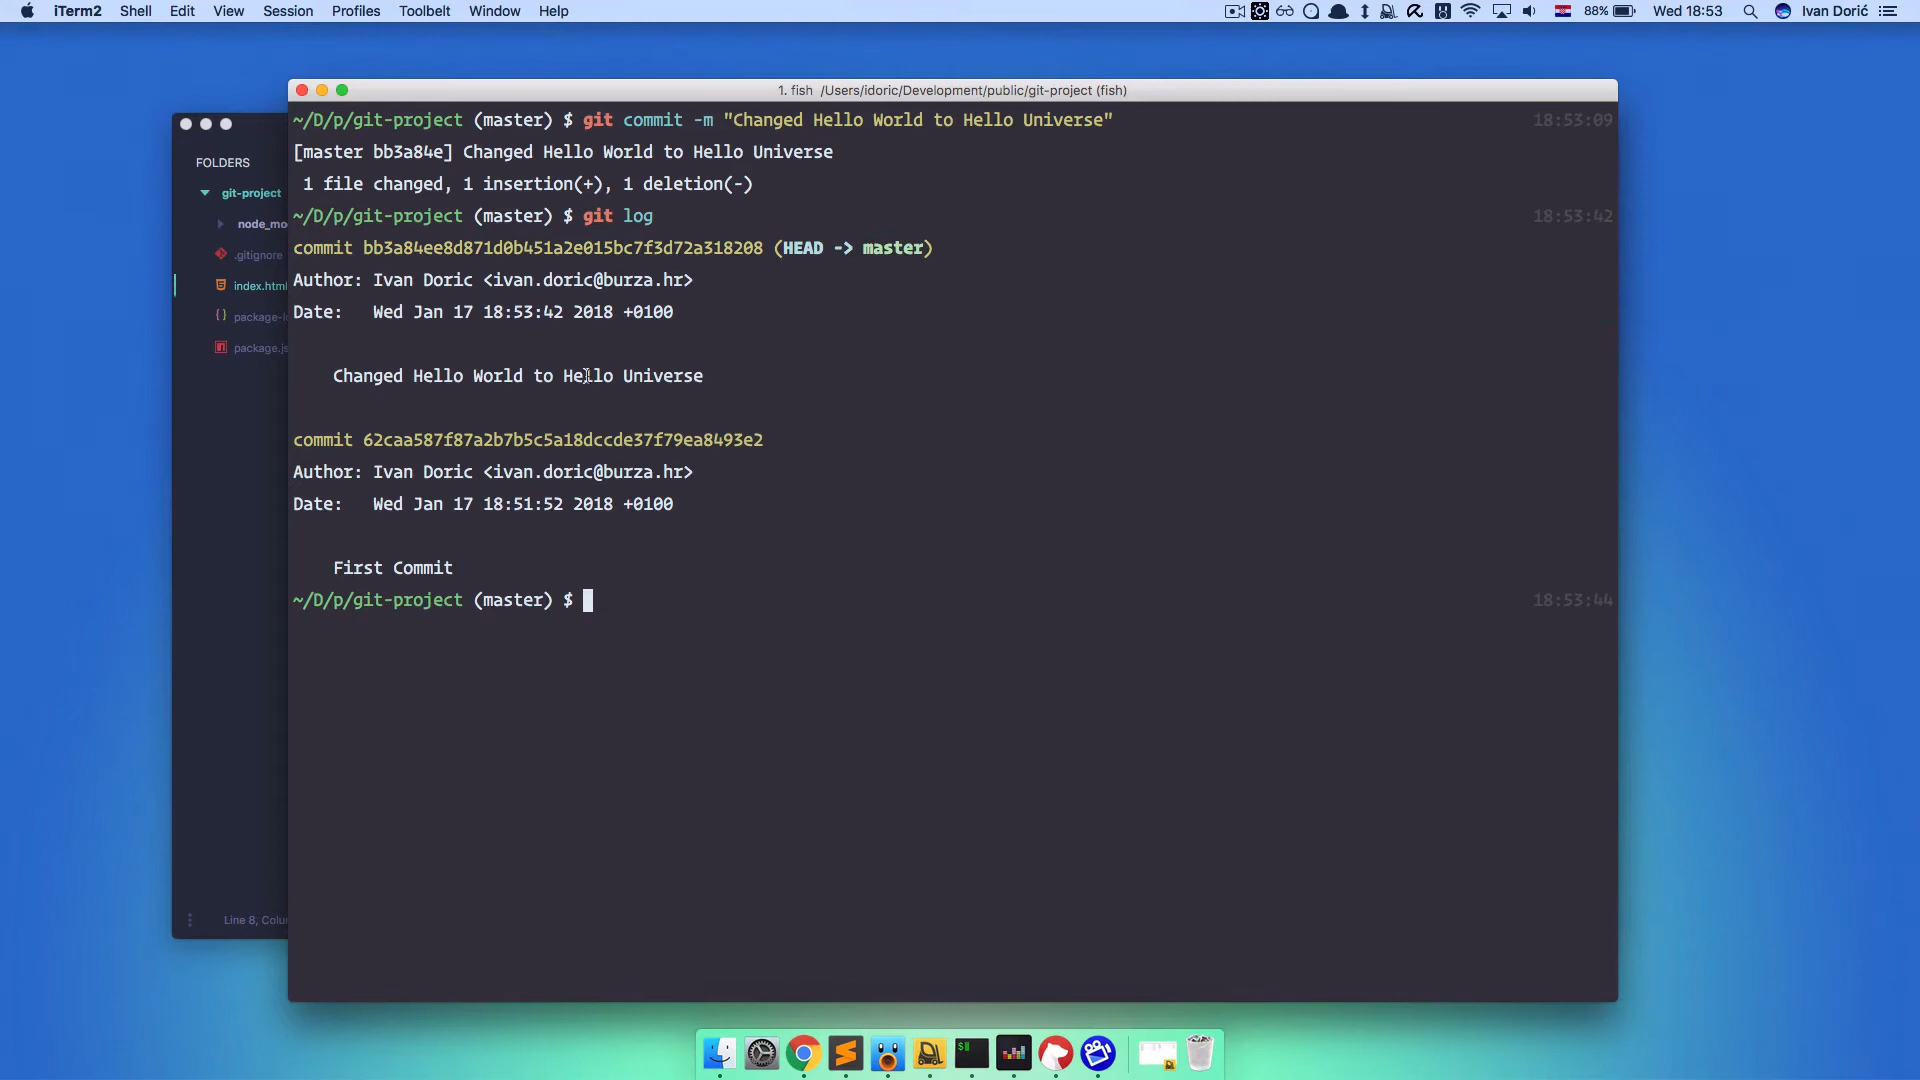 iTerm2 Shell Edit View Session Profiles Toolbelt Window Help 88% Wed 18:53 Ivan Dorić
1. fish /Users/idoric/Development/public/git-project (fish)
~/D/p/git-project (master) $ git commit -m "Changed Hello World to Hello Universe" 18:53:09
[master bb3a84e] Changed Hello World to Hello Universe
1 file changed, 1 insertion(+), 1 deletion(-)
~/D/p/git-project (master) $ git log 18:53:42
commit bb3a84ee8d871d0b451a2e015bc7f3d72a318208 (HEAD -> master)
Author: Ivan Doric <ivan.doric@burza.hr>
Date: Wed Jan 17 18:53:42 2018 +0100
Changed Hello World to Hello Universe
commit 62caa587f87a2b7b5c5a18dccde37f79ea8493e2
Author: Ivan Doric <ivan.doric@burza.hr>
Date: Wed Jan 17 18:51:52 2018 +0100
First Commit
~/D/p/git-project (master) $ 18:53:44
FOLDERS
git-project
node_mo
.gitignore
index.html
package-l
package.js
Line 8, Colu